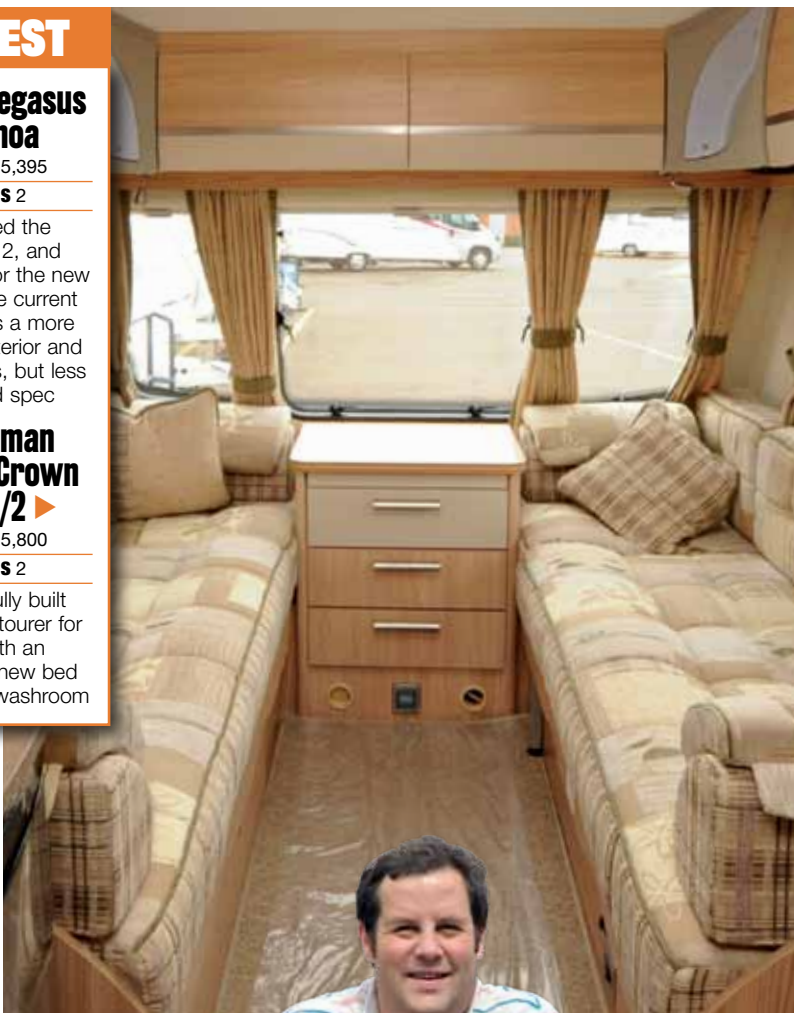 EST
egasus
noa
5,395
S 2
ed the
2, and
or the new
e current
s a more
terior and
s, but less
d spec
man
Crown
/2
5,800
S 2
ully built
tourer for
th an
new bed
washroom